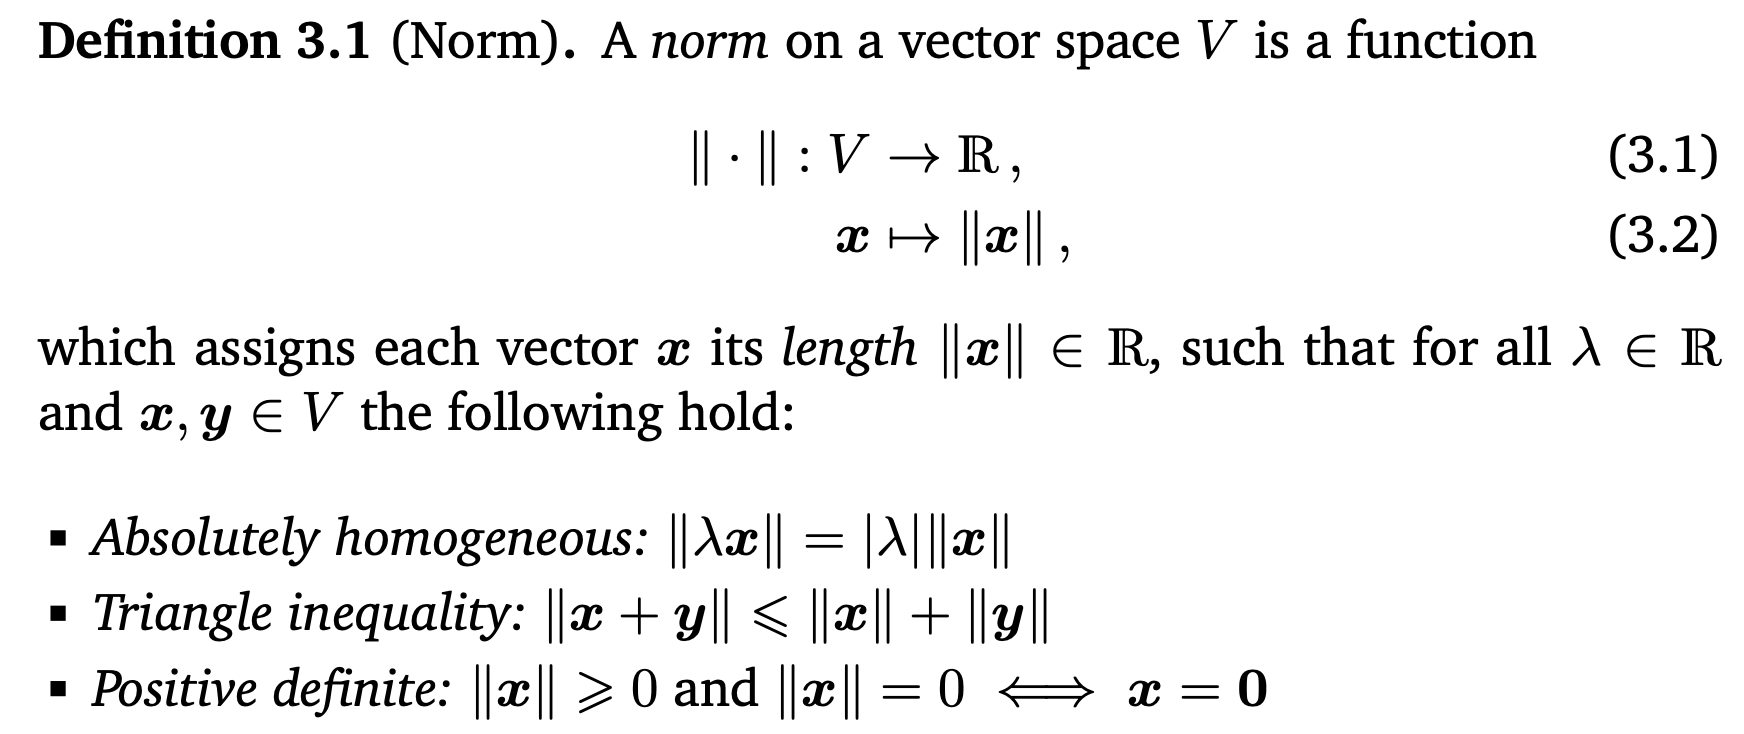 Definition 3.1 (Norm). A norm on a vector space V is a function
‖ · ‖ : V → ℝ , (3.1)
x ↦ ‖x‖ , (3.2)
which assigns each vector x its length ‖x‖ ∈ ℝ, such that for all λ ∈ ℝ
and x, y ∈ V the following hold:
▪ Absolutely homogeneous: ‖λx‖ = |λ|‖x‖
▪ Triangle inequality: ‖x + y‖ ⩽ ‖x‖ + ‖y‖
▪ Positive definite: ‖x‖ ⩾ 0 and ‖x‖ = 0 ⟺ x = 0